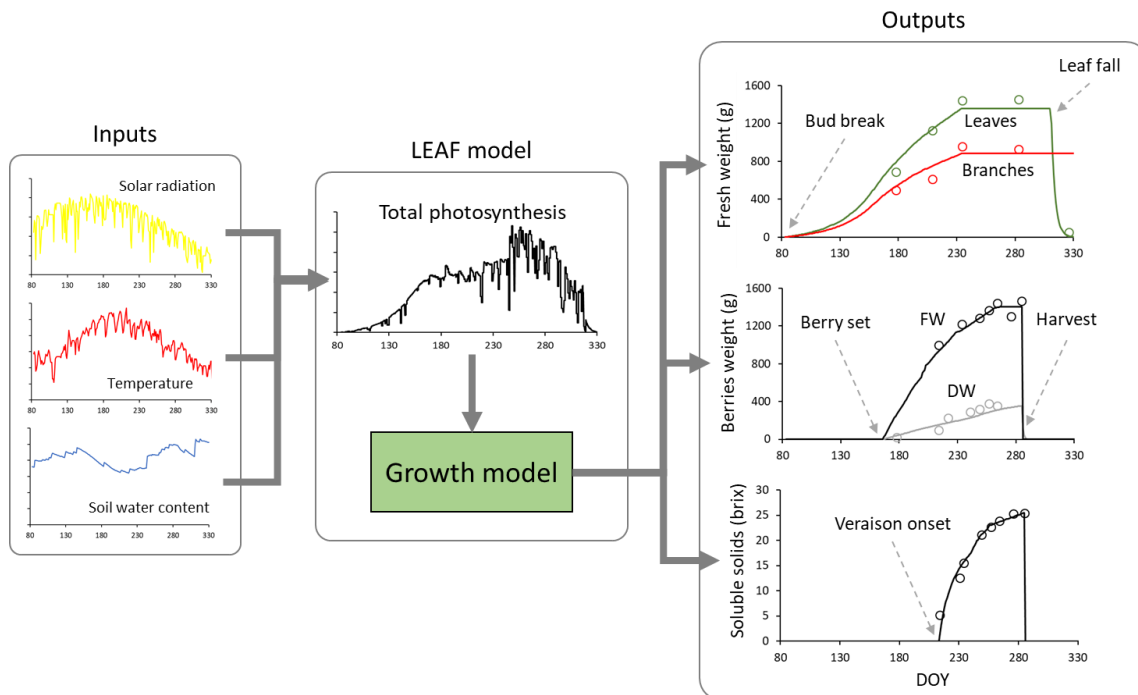 Inputs
Solar radiation
80 130 180 230 280 330
Temperature
80 130 180 230 280 330
Soil water content
80 130 180 230 280 330
LEAF model
Total photosynthesis
80 130 180 230 280 330
Growth model
Outputs
Fresh weight (g)
1600
1200
800
400
0
Bud break
Leaf fall
Leaves
Branches
80 130 180 230 280 330
Berries weight (g)
1600
1200
800
400
0
Berry set
FW
Harvest
DW
80 130 180 230 280 330
Soluble solids (brix)
30
25
20
15
10
5
0
Veraison onset
80 130 180 230 280 330
DOY